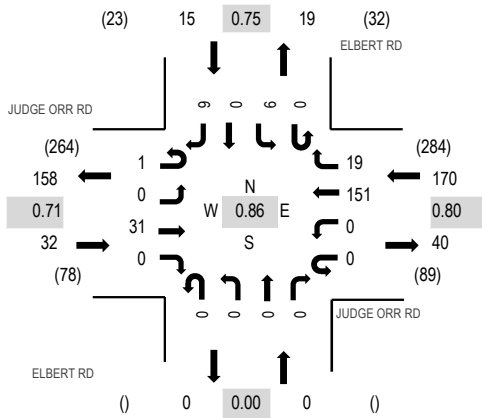 (23) 15 0.75 19 (32)
ELBERT RD
JUDGE ORR RD
6 0 9 0
(264) (284)
158 1 19 170
0 151
N
0.71 W 0.86 E 0.80
S
32 31 0 40
0 0
(78) (89)
0 0 0 0
JUDGE ORR RD
ELBERT RD
() 0 0.00 0 ()